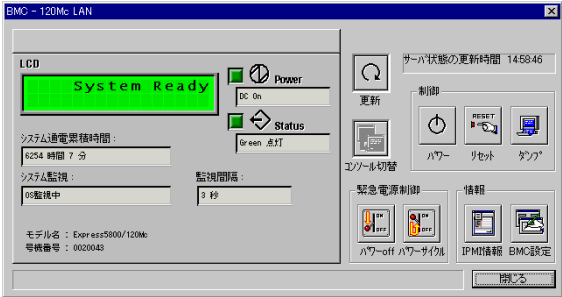 BMC - 120Mc LAN
LCD
System Ready
Power
DC On
Status
Green 点灯
システム通電累積時間：
6254 時間 7 分
システム監視：
OS監視中
監視間隔：
3 秒
モデル名 : Express5800/120Mc
号機番号 : 0020043
更新
コンソール切替
サーバ状態の更新時間 14:58:46
制御
RESET
パワー
リセット
ダンプ
緊急電源制御
ON
OFF
ON
OFF
パワーoff
パワーサイクル
情報
IPMI情報
BMC設定
閉じる